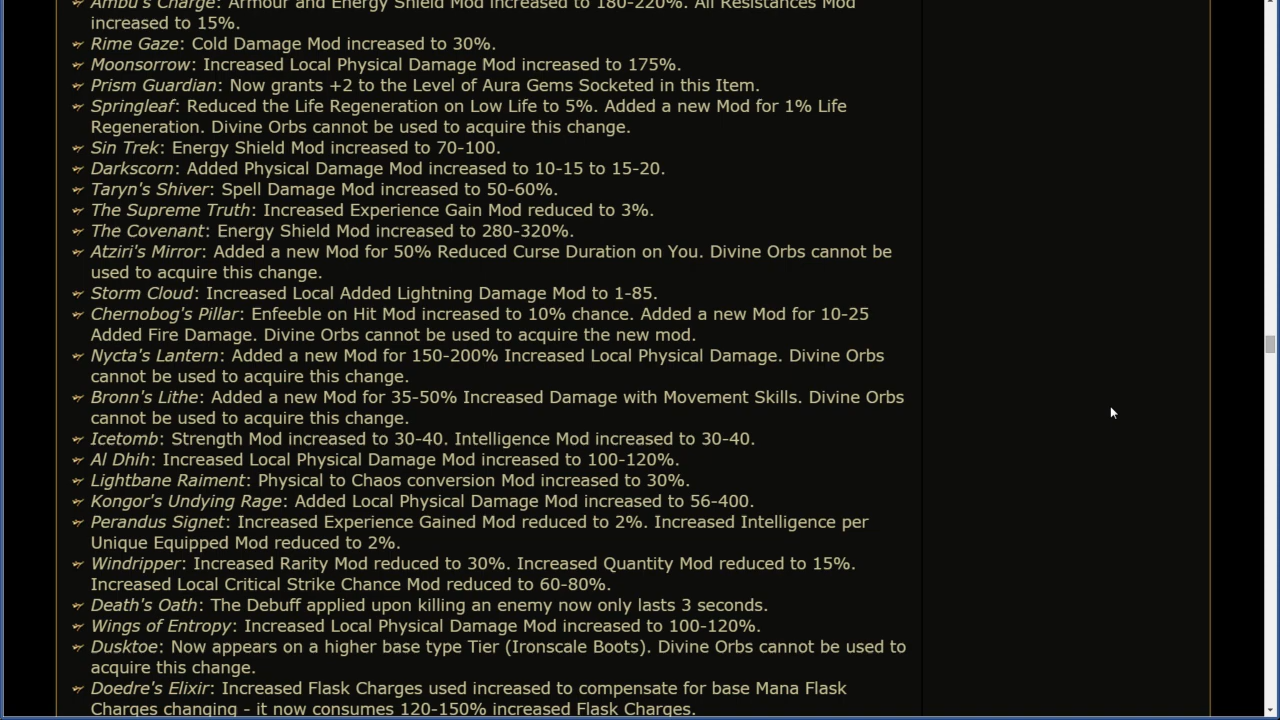 Ambu's Charge: Armour and Energy Shield Mod increased to 180-220%. All Resistances Mod
increased to 15%.
Rime Gaze: Cold Damage Mod increased to 30%.
Moonsorrow: Increased Local Physical Damage Mod increased to 175%.
Prism Guardian: Now grants +2 to the Level of Aura Gems Socketed in this Item.
Springleaf: Reduced the Life Regeneration on Low Life to 5%. Added a new Mod for 1% Life
Regeneration. Divine Orbs cannot be used to acquire this change.
Sin Trek: Energy Shield Mod increased to 70-100.
Darkscorn: Added Physical Damage Mod increased to 10-15 to 15-20.
Taryn's Shiver: Spell Damage Mod increased to 50-60%.
The Supreme Truth: Increased Experience Gain Mod reduced to 3%.
The Covenant: Energy Shield Mod increased to 280-320%.
Atziri's Mirror: Added a new Mod for 50% Reduced Curse Duration on You. Divine Orbs cannot be
used to acquire this change.
Storm Cloud: Increased Local Added Lightning Damage Mod to 1-85.
Chernobog's Pillar: Enfeeble on Hit Mod increased to 10% chance. Added a new Mod for 10-25
Added Fire Damage. Divine Orbs cannot be used to acquire the new mod.
Nycta's Lantern: Added a new Mod for 150-200% Increased Local Physical Damage. Divine Orbs
cannot be used to acquire this change.
Bronn's Lithe: Added a new Mod for 35-50% Increased Damage with Movement Skills. Divine Orbs
cannot be used to acquire this change.
Icetomb: Strength Mod increased to 30-40. Intelligence Mod increased to 30-40.
Al Dhih: Increased Local Physical Damage Mod increased to 100-120%.
Lightbane Raiment: Physical to Chaos conversion Mod increased to 30%.
Kongor's Undying Rage: Added Local Physical Damage Mod increased to 56-400.
Perandus Signet: Increased Experience Gained Mod reduced to 2%. Increased Intelligence per
Unique Equipped Mod reduced to 2%.
Windripper: Increased Rarity Mod reduced to 30%. Increased Quantity Mod reduced to 15%.
Increased Local Critical Strike Chance Mod reduced to 60-80%.
Death's Oath: The Debuff applied upon killing an enemy now only lasts 3 seconds.
Wings of Entropy: Increased Local Physical Damage Mod increased to 100-120%.
Dusktoe: Now appears on a higher base type Tier (Ironscale Boots). Divine Orbs cannot be used to
acquire this change.
Doedre's Elixir: Increased Flask Charges used increased to compensate for base Mana Flask
Charges changing - it now consumes 120-150% increased Flask Charges.